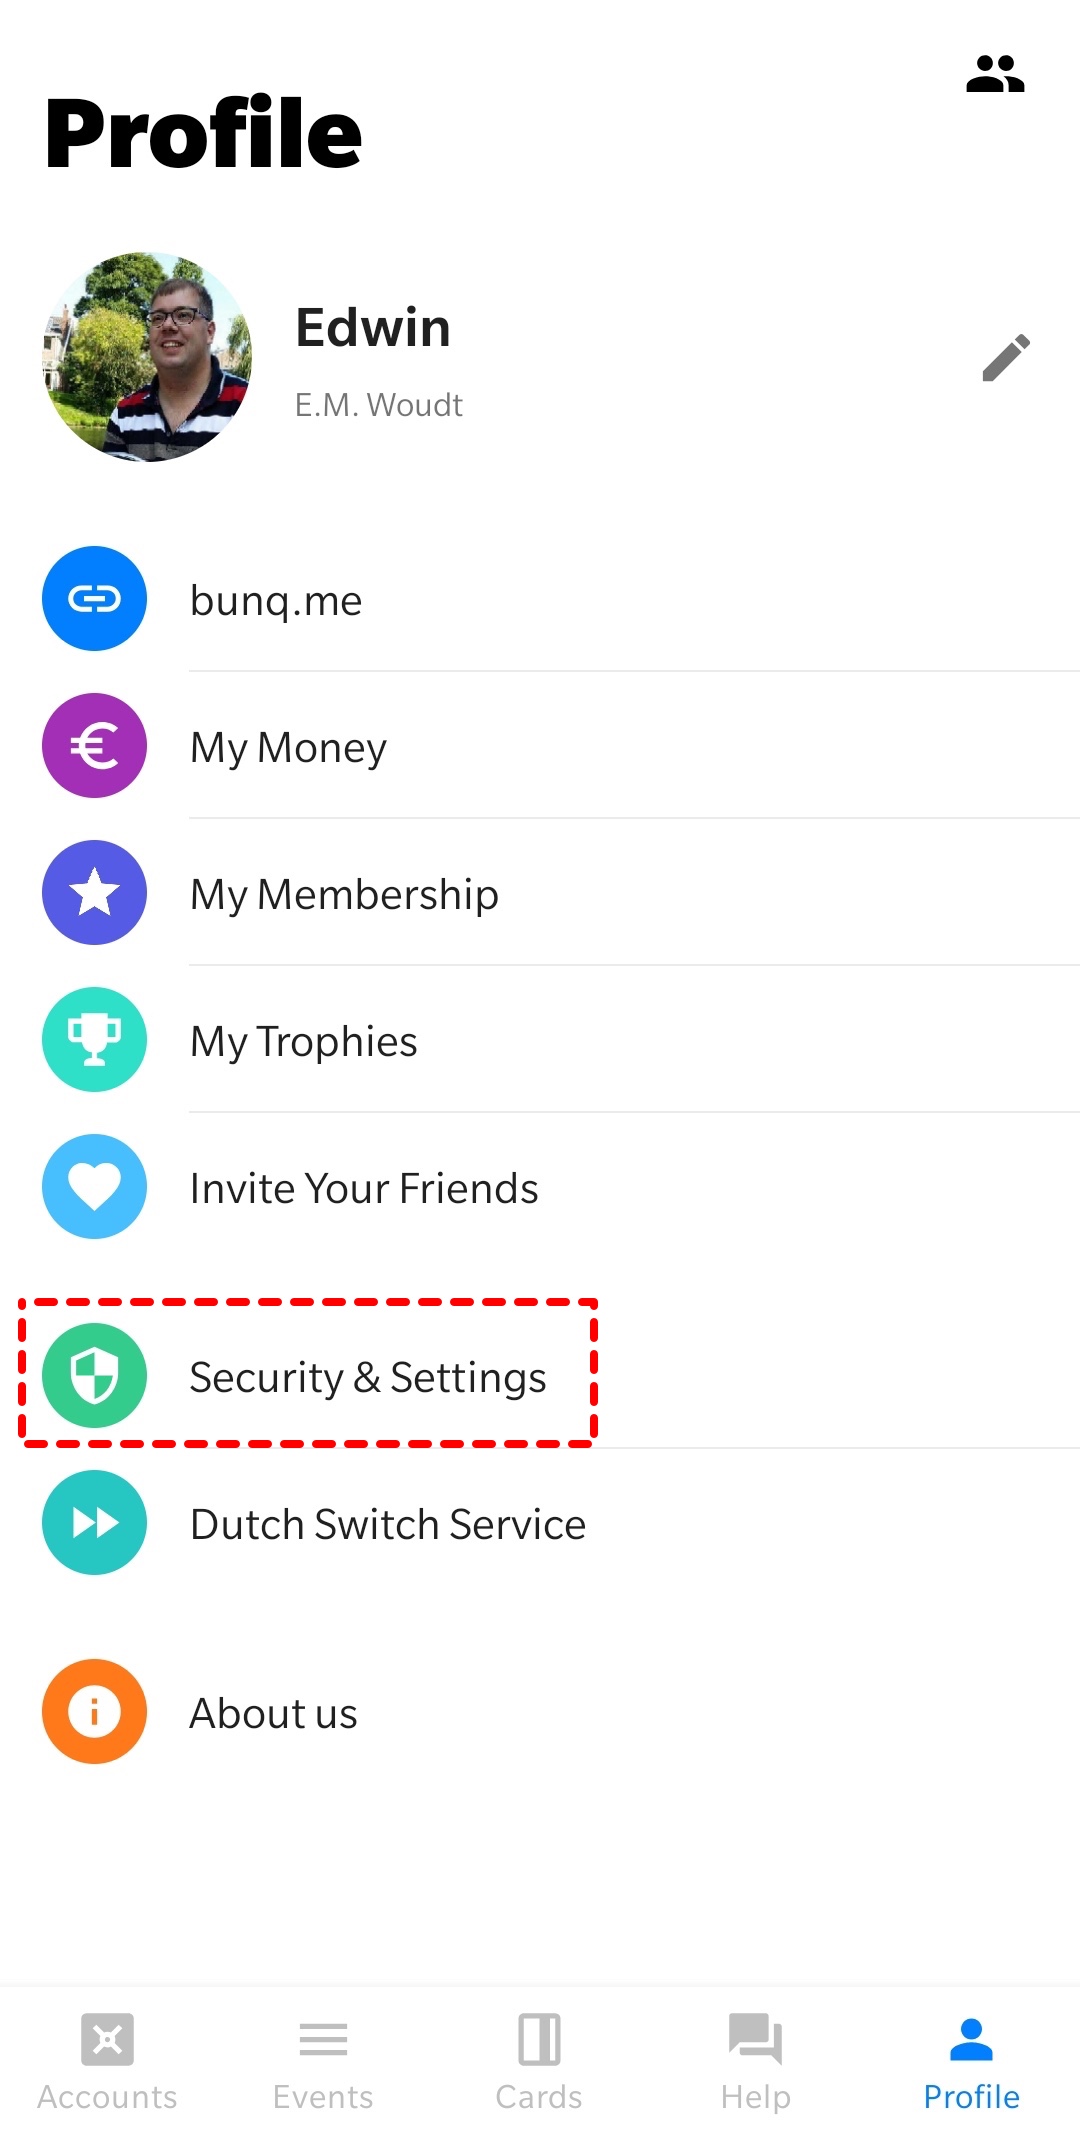 Profile
Edwin
E.M. Woudt
bunq.me
My Money
My Membership
My Trophies
Invite Your Friends
Security & Settings
Dutch Switch Service
About us
Accounts
Events
Cards
Help
Profile